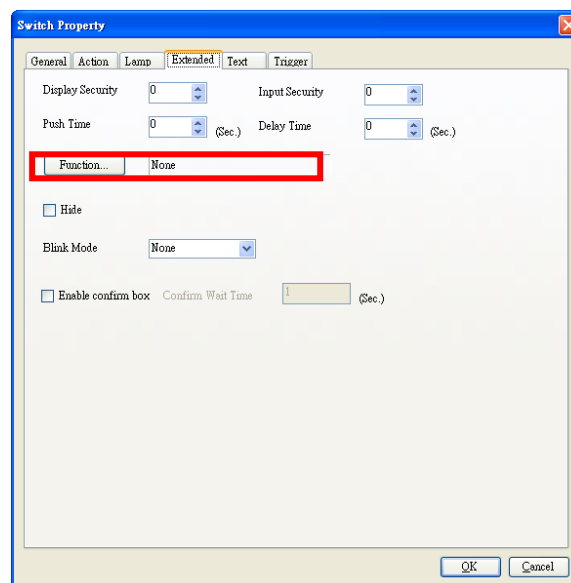 Switch Property
General Action Lamp Extended Text Trigger
Display Security 0 Input Security 0
Push Time 0 (Sec.) Delay Time 0 (Sec.)
Function... None
Hide
Blink Mode None
Enable confirm box Confirm Wait Time 1 (Sec.)
OK Cancel